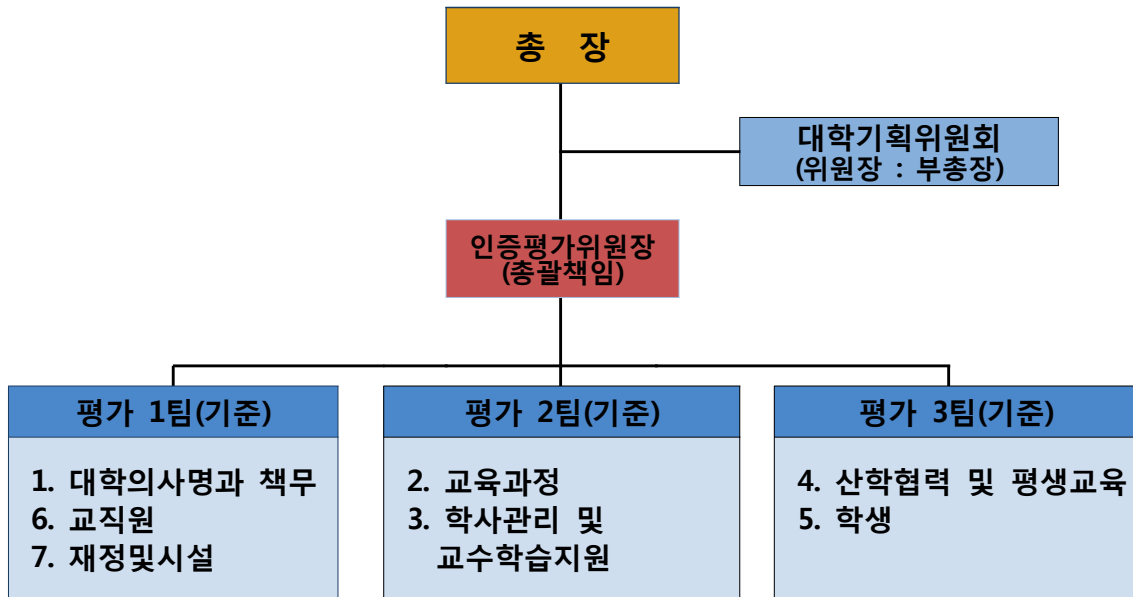 총 장
대학기획위원회
(위원장 : 부총장)
인증평가위원장
(총괄책임)
평가 1팀(기준)
1. 대학의사명과 책무
6. 교직원
7. 재정및시설
평가 2팀(기준)
2. 교육과정
3. 학사관리 및
교수학습지원
평가 3팀(기준)
4. 산학협력 및 평생교육
5. 학생